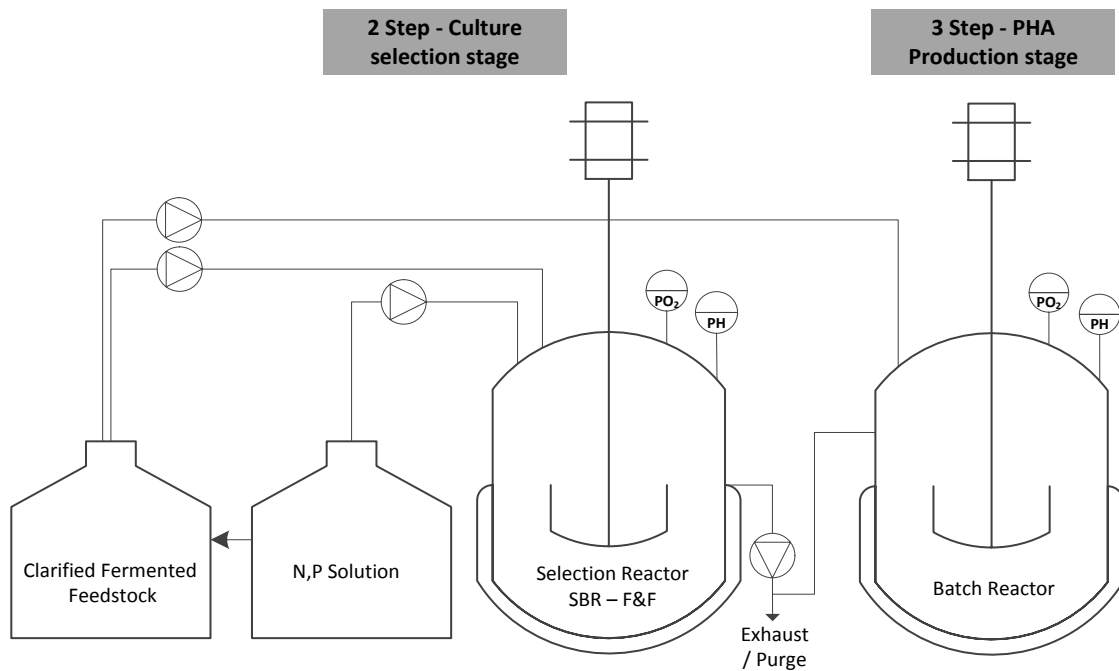 2 Step - Culture
selection stage
3 Step - PHA
Production stage
PO₂
PH
PO₂
PH
Clarified Fermented
Feedstock
N,P Solution
Selection Reactor
SBR – F&F
Batch Reactor
Exhaust
/ Purge